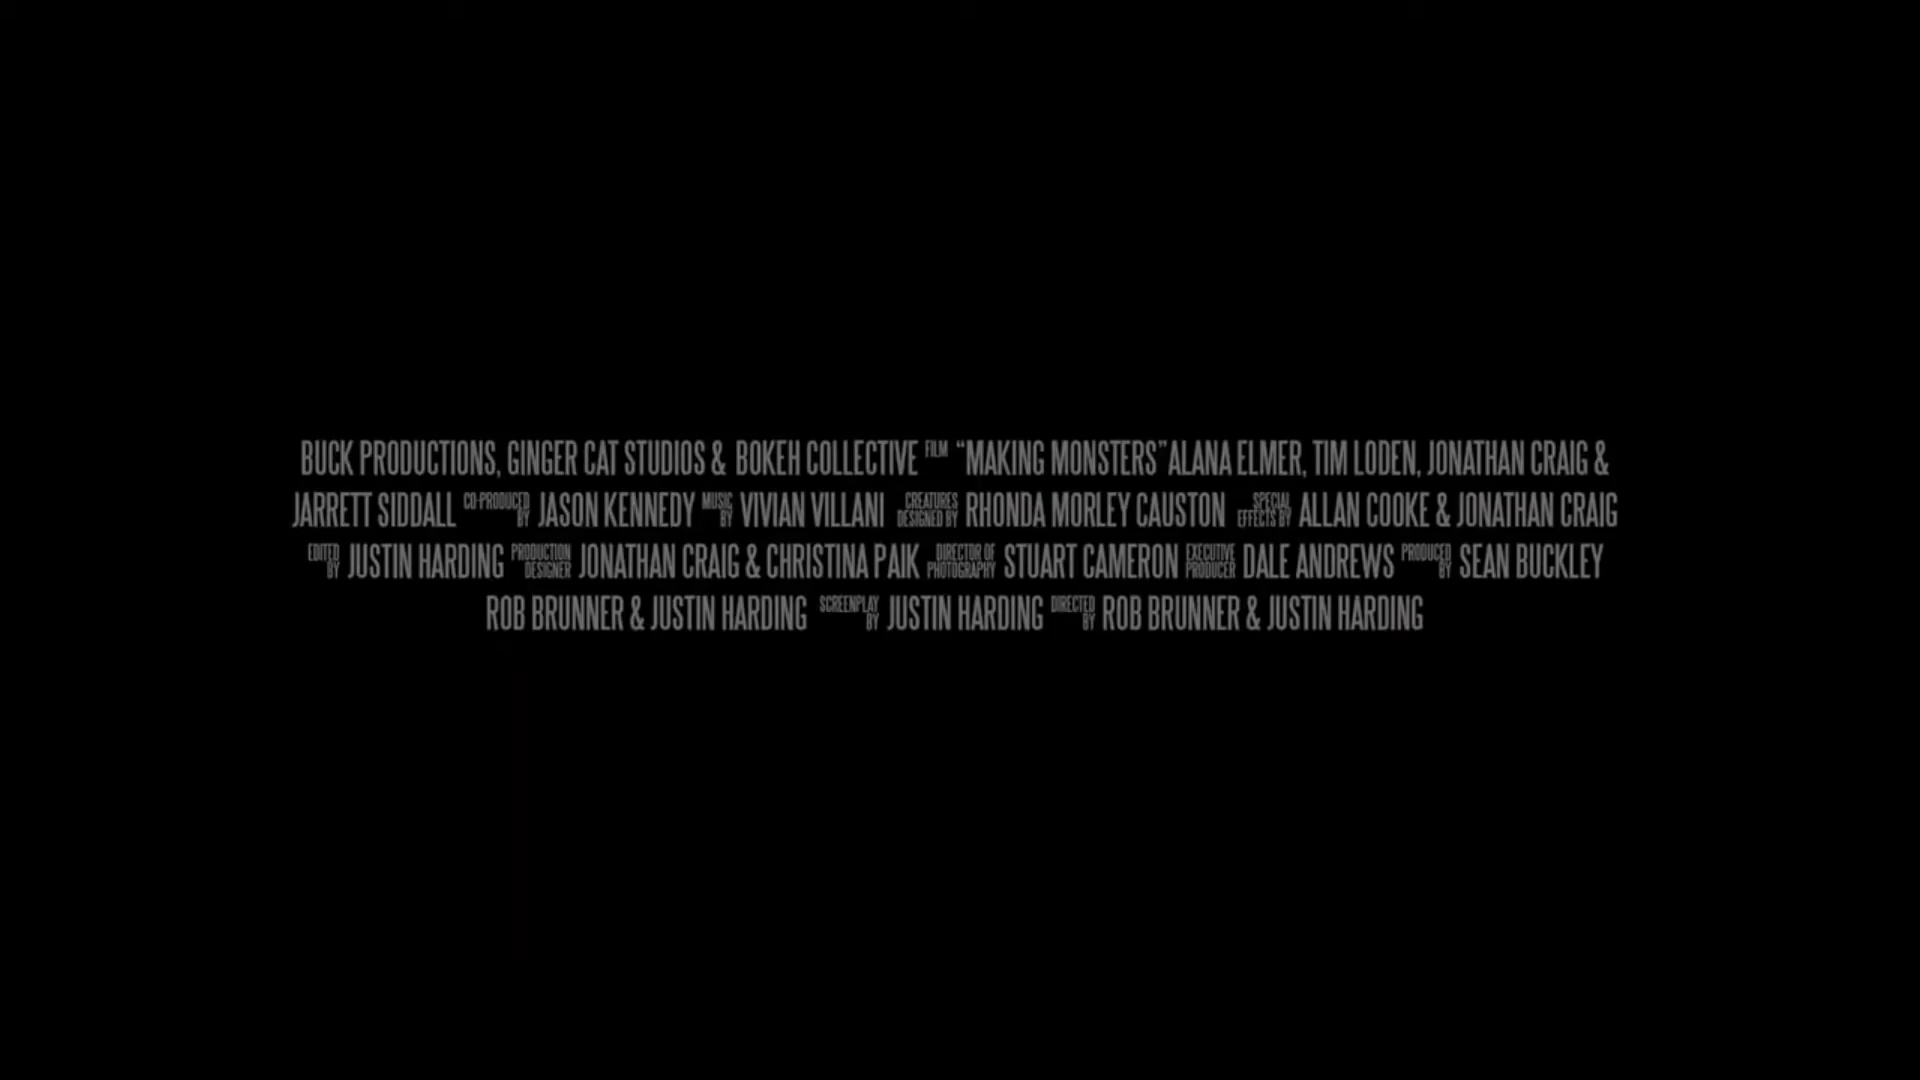 BUCK PRODUCTIONS, GINGER CAT STUDIOS & BOKEH COLLECTIVE FILM “MAKING MONSTERS” ALANA ELMER, TIM LODEN, JONATHAN CRAIG &
JARRETT SIDDALL CO-PRODUCED BY JASON KENNEDY MUSIC BY VIVIAN VILLANI CREATURES DESIGNED BY RHONDA MORLEY CAUSTON SPECIAL EFFECTS BY ALLAN COOKE & JONATHAN CRAIG
EDITED BY JUSTIN HARDING PRODUCTION DESIGNER JONATHAN CRAIG & CHRISTINA PAIK DIRECTOR OF PHOTOGRAPHY STUART CAMERON EXECUTIVE PRODUCER DALE ANDREWS PRODUCED BY SEAN BUCKLEY
ROB BRUNNER & JUSTIN HARDING SCREENPLAY BY JUSTIN HARDING DIRECTED BY ROB BRUNNER & JUSTIN HARDING